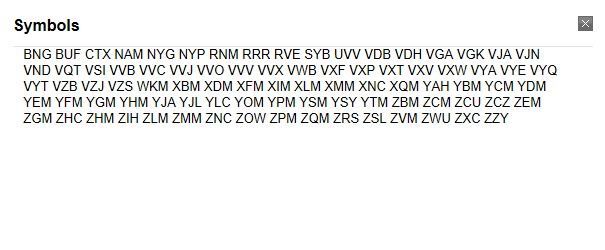 Symbols
BNG BUF CTX NAM NYG NYP RNM RRR RVE SYB UVV VDB VDH VGA VGK VJA VJN
VND VQT VSI VVB VVC VVJ VVO VVV VVX VWB VXF VXP VXT VXV VXW VYA VYE VYQ
VYT VZB VZJ VZS WKM XBM XDM XFM XIM XLM XMM XNC XQM YAH YBM YCM YDM
YEM YFM YGM YHM YJA YJL YLC YOM YPM YSM YSY YTM ZBM ZCM ZCU ZCZ ZEM
ZGM ZHC ZHM ZIH ZLM ZMM ZNC ZOW ZPM ZQM ZRS ZSL ZVM ZWU ZXC ZZY